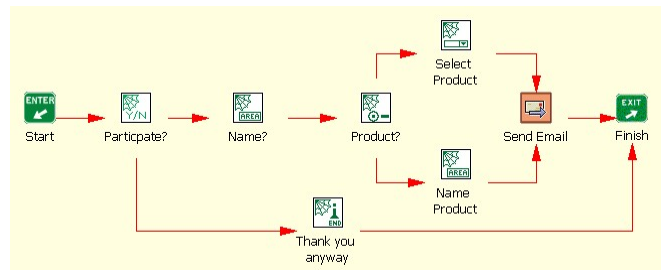 Select
Product
ENTER
Y/N
AREA
EXIT
Start
Particpate?
Name?
Product?
Send Email
Finish
AREA
Name
Product
END
Thank you
anyway